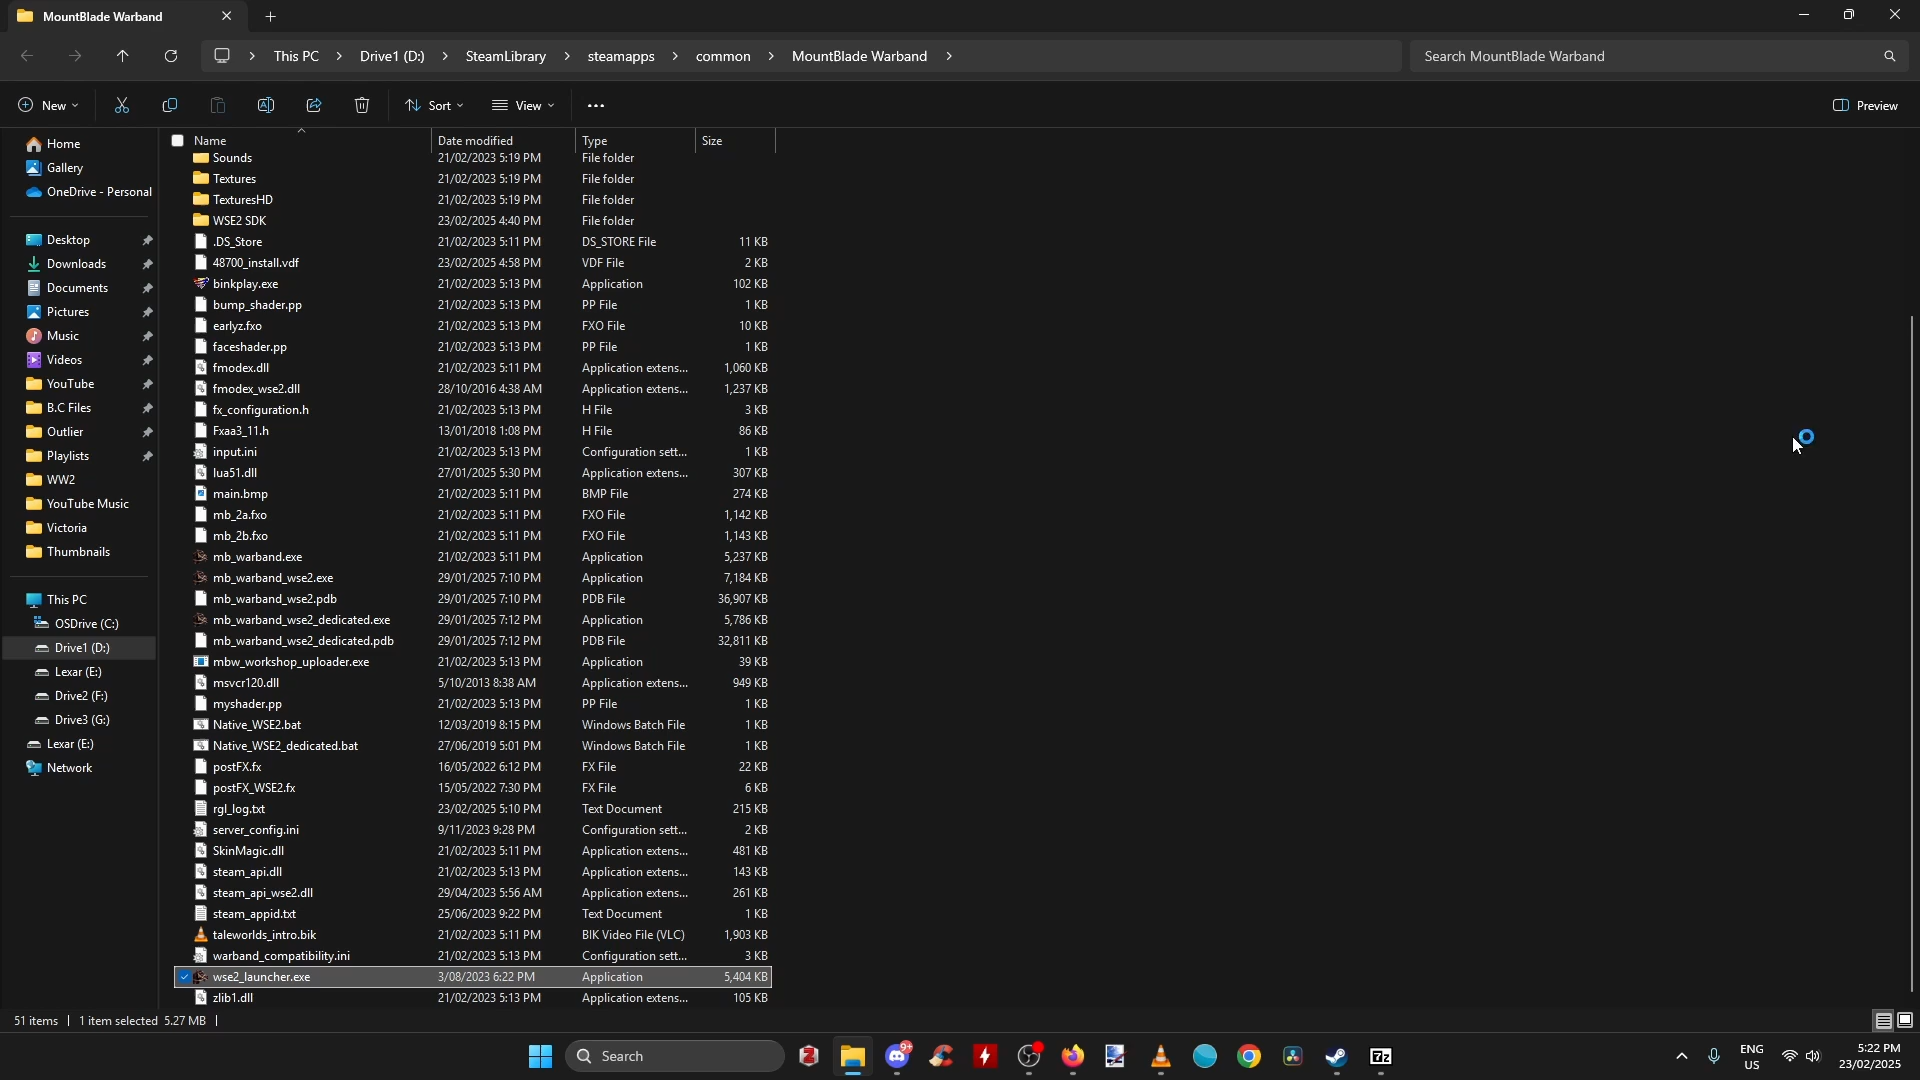 MountBlade Warband
This PC > Drive1 (D:) > SteamLibrary > steamapps > common > MountBlade Warband >
Search MountBlade Warband
New
Sort
View
Preview
Name Date modified Type Size
Sounds 21/02/2023 5:19 PM File folder
Textures 21/02/2023 5:19 PM File folder
TexturesHD 21/02/2023 5:19 PM File folder
WSE2 SDK 23/02/2025 4:40 PM File folder
.DS_Store 21/02/2023 5:11 PM DS_STORE File 11 KB
48700_install.vdf 23/02/2025 4:58 PM VDF File 2 KB
binkplay.exe 21/02/2023 5:13 PM Application 102 KB
bump_shader.pp 21/02/2023 5:13 PM PP File 1 KB
earlyz.fxo 21/02/2023 5:13 PM FXO File 10 KB
faceshader.pp 21/02/2023 5:13 PM PP File 1 KB
fmodex.dll 21/02/2023 5:11 PM Application extens... 1,060 KB
fmodex_wse2.dll 28/10/2016 4:38 AM Application extens... 1,237 KB
fx_configuration.h 21/02/2023 5:13 PM H File 3 KB
Fxaa3_11.h 13/01/2018 1:08 PM H File 86 KB
input.ini 21/02/2023 5:13 PM Configuration sett... 1 KB
lua51.dll 27/01/2025 5:30 PM Application extens... 307 KB
main.bmp 21/02/2023 5:11 PM BMP File 274 KB
mb_2a.fxo 21/02/2023 5:11 PM FXO File 1,142 KB
mb_2b.fxo 21/02/2023 5:11 PM FXO File 1,143 KB
mb_warband.exe 21/02/2023 5:11 PM Application 5,237 KB
mb_warband_wse2.exe 29/01/2025 7:10 PM Application 7,184 KB
mb_warband_wse2.pdb 29/01/2025 7:10 PM PDB File 36,907 KB
mb_warband_wse2_dedicated.exe 29/01/2025 7:12 PM Application 5,786 KB
mb_warband_wse2_dedicated.pdb 29/01/2025 7:12 PM PDB File 32,811 KB
mbw_workshop_uploader.exe 21/02/2023 5:13 PM Application 39 KB
msvcr120.dll 5/10/2013 8:38 AM Application extens... 949 KB
myshader.pp 21/02/2023 5:13 PM PP File 1 KB
Native_WSE2.bat 12/03/2019 8:15 PM Windows Batch File 1 KB
Native_WSE2_dedicated.bat 27/06/2019 5:01 PM Windows Batch File 1 KB
postFX.fx 16/05/2022 6:12 PM FX File 22 KB
postFX_WSE2.fx 15/05/2022 7:30 PM FX File 6 KB
rgl_log.txt 23/02/2025 5:10 PM Text Document 215 KB
server_config.ini 9/11/2023 9:28 PM Configuration sett... 2 KB
SkinMagic.dll 21/02/2023 5:11 PM Application extens... 481 KB
steam_api.dll 21/02/2023 5:13 PM Application extens... 143 KB
steam_api_wse2.dll 29/04/2023 5:56 AM Application extens... 261 KB
steam_appid.txt 25/06/2023 9:22 PM Text Document 1 KB
taleworlds_intro.bik 21/02/2023 5:11 PM BIK Video File (VLC) 1,903 KB
warband_compatibility.ini 21/02/2023 5:13 PM Configuration sett... 3 KB
wse2_launcher.exe 3/08/2023 6:22 PM Application 5,404 KB
zlib1.dll 21/02/2023 5:13 PM Application extens... 105 KB
Home
Gallery
OneDrive - Personal
Desktop
Downloads
Documents
Pictures
Music
Videos
YouTube
B.C Files
Outlier
Playlists
WW2
YouTube Music
Victoria
Thumbnails
This PC
OSDrive (C:)
Drive1 (D:)
Lexar (E:)
Drive2 (F:)
Drive3 (G:)
Lexar (E:)
Network
51 items | 1 item selected 5.27 MB |
Search
9+
7z
ENG
US
5:22 PM
23/02/2025